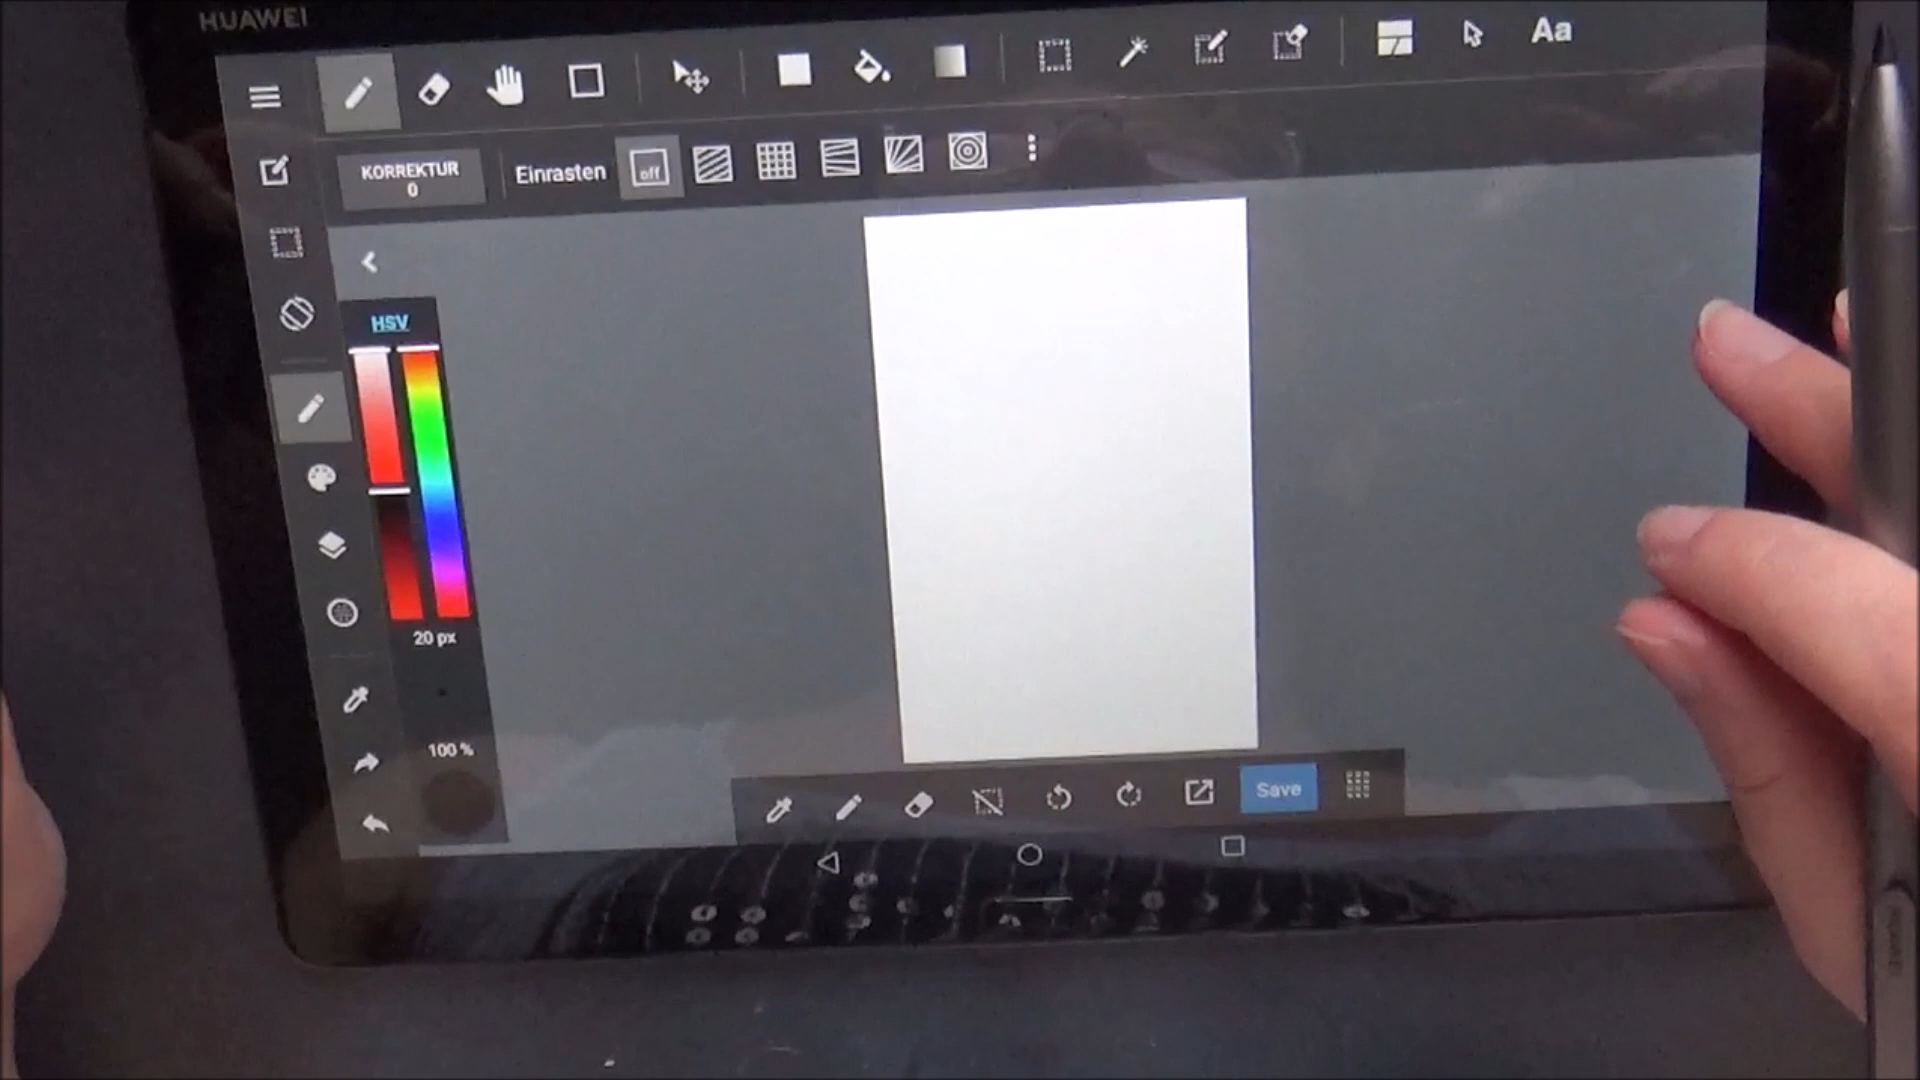 HUAWEI
Aa
KORREKTUR
0
Einrasten
off
HSV
20 px
100 %
Save